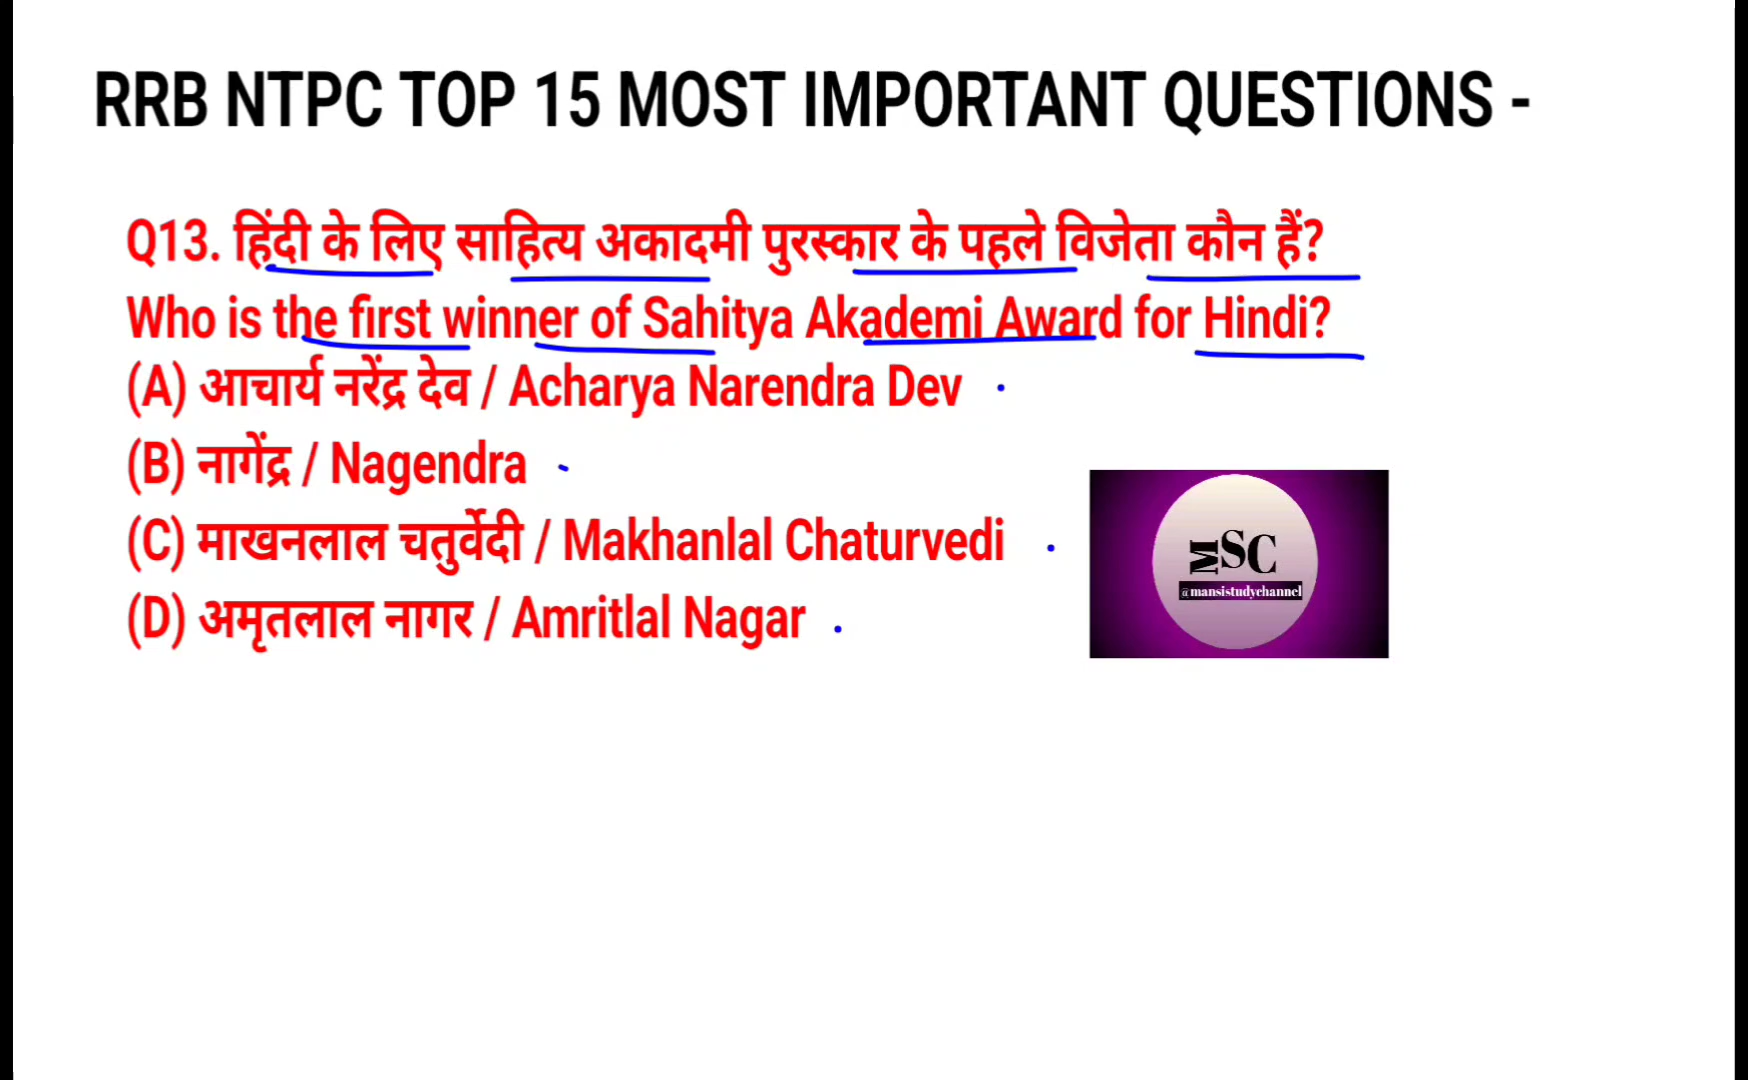 RRB NTPC TOP 15 MOST IMPORTANT QUESTIONS -
Q13. हिंदी के लिए साहित्य अकादमी पुरस्कार के पहले विजेता कौन हैं?
Who is the first winner of Sahitya Akademi Award for Hindi?
(A) आचार्य नरेंद्र देव / Acharya Narendra Dev
(B) नागेंद्र / Nagendra
(C) माखनलाल चतुर्वेदी / Makhanlal Chaturvedi
(D) अमृतलाल नागर / Amritlal Nagar
MSC
@mansistudychannel